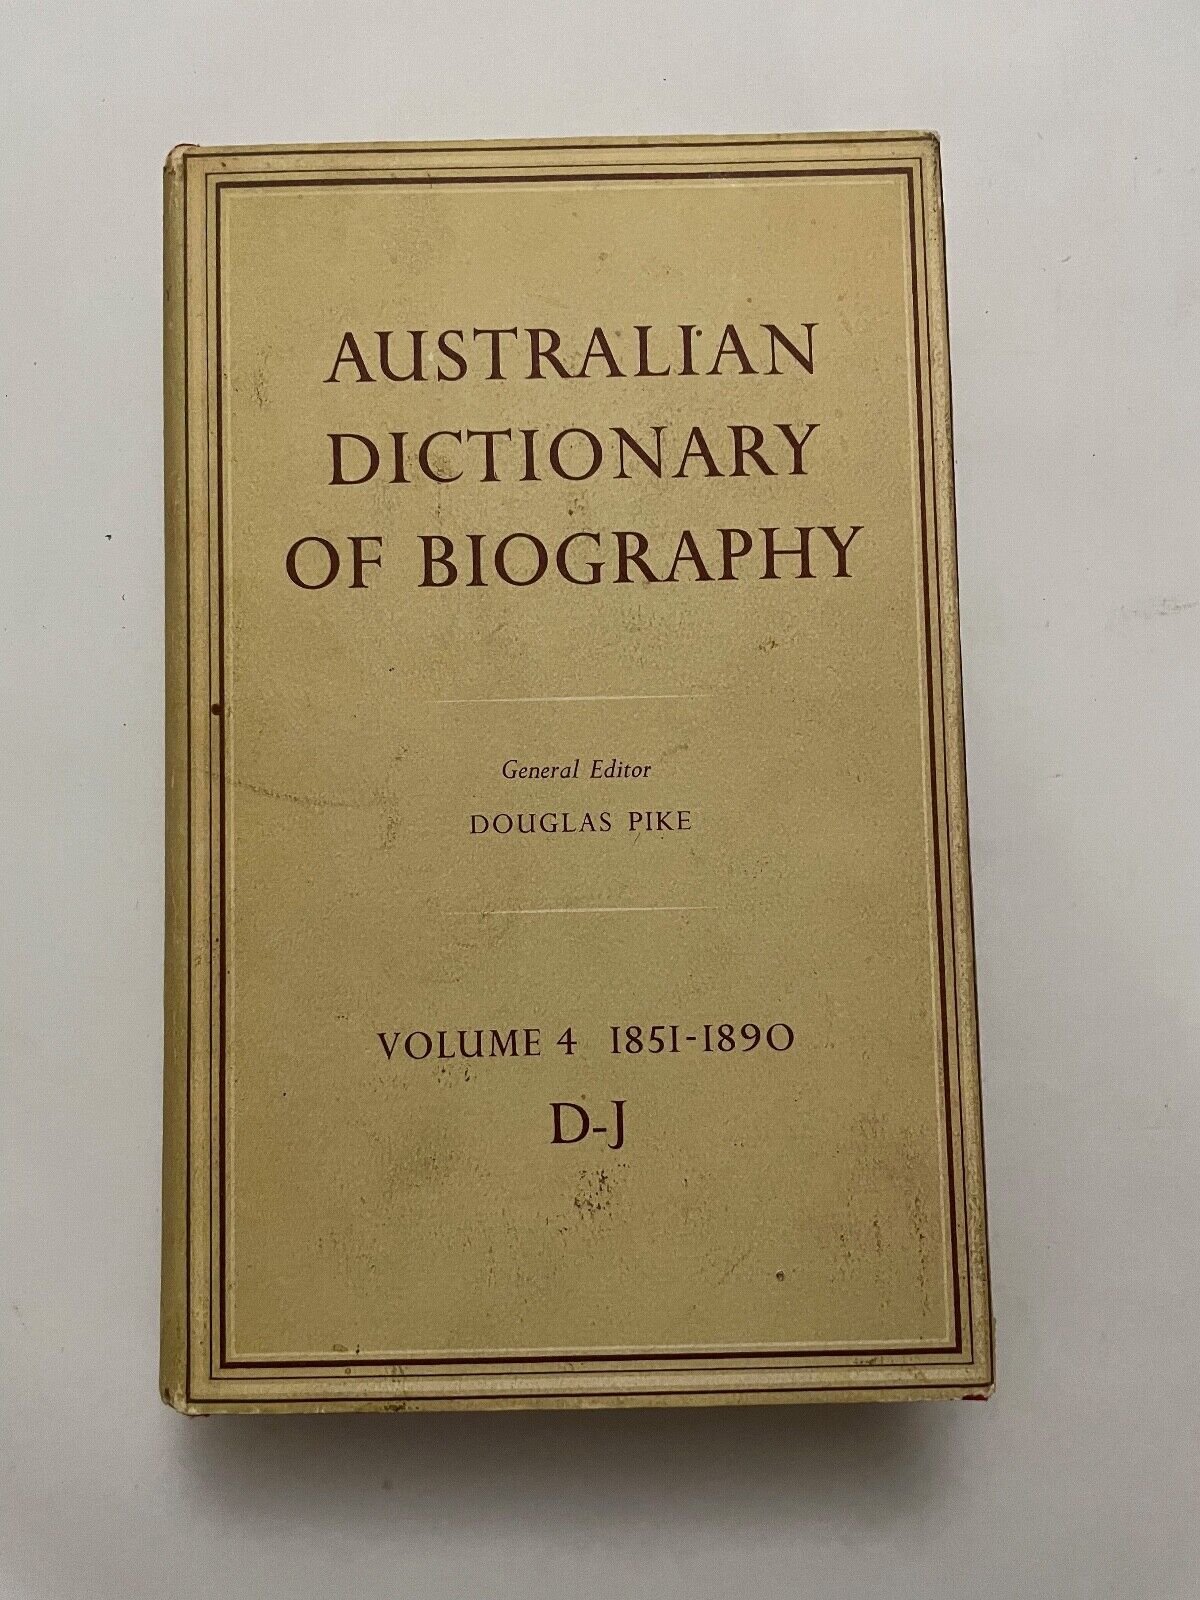 AUSTRALIAN
DICTIONARY
OF BIOGRAPHY
General Editor
DOUGLAS PIKE
VOLUME 4 1851-1890
D-J